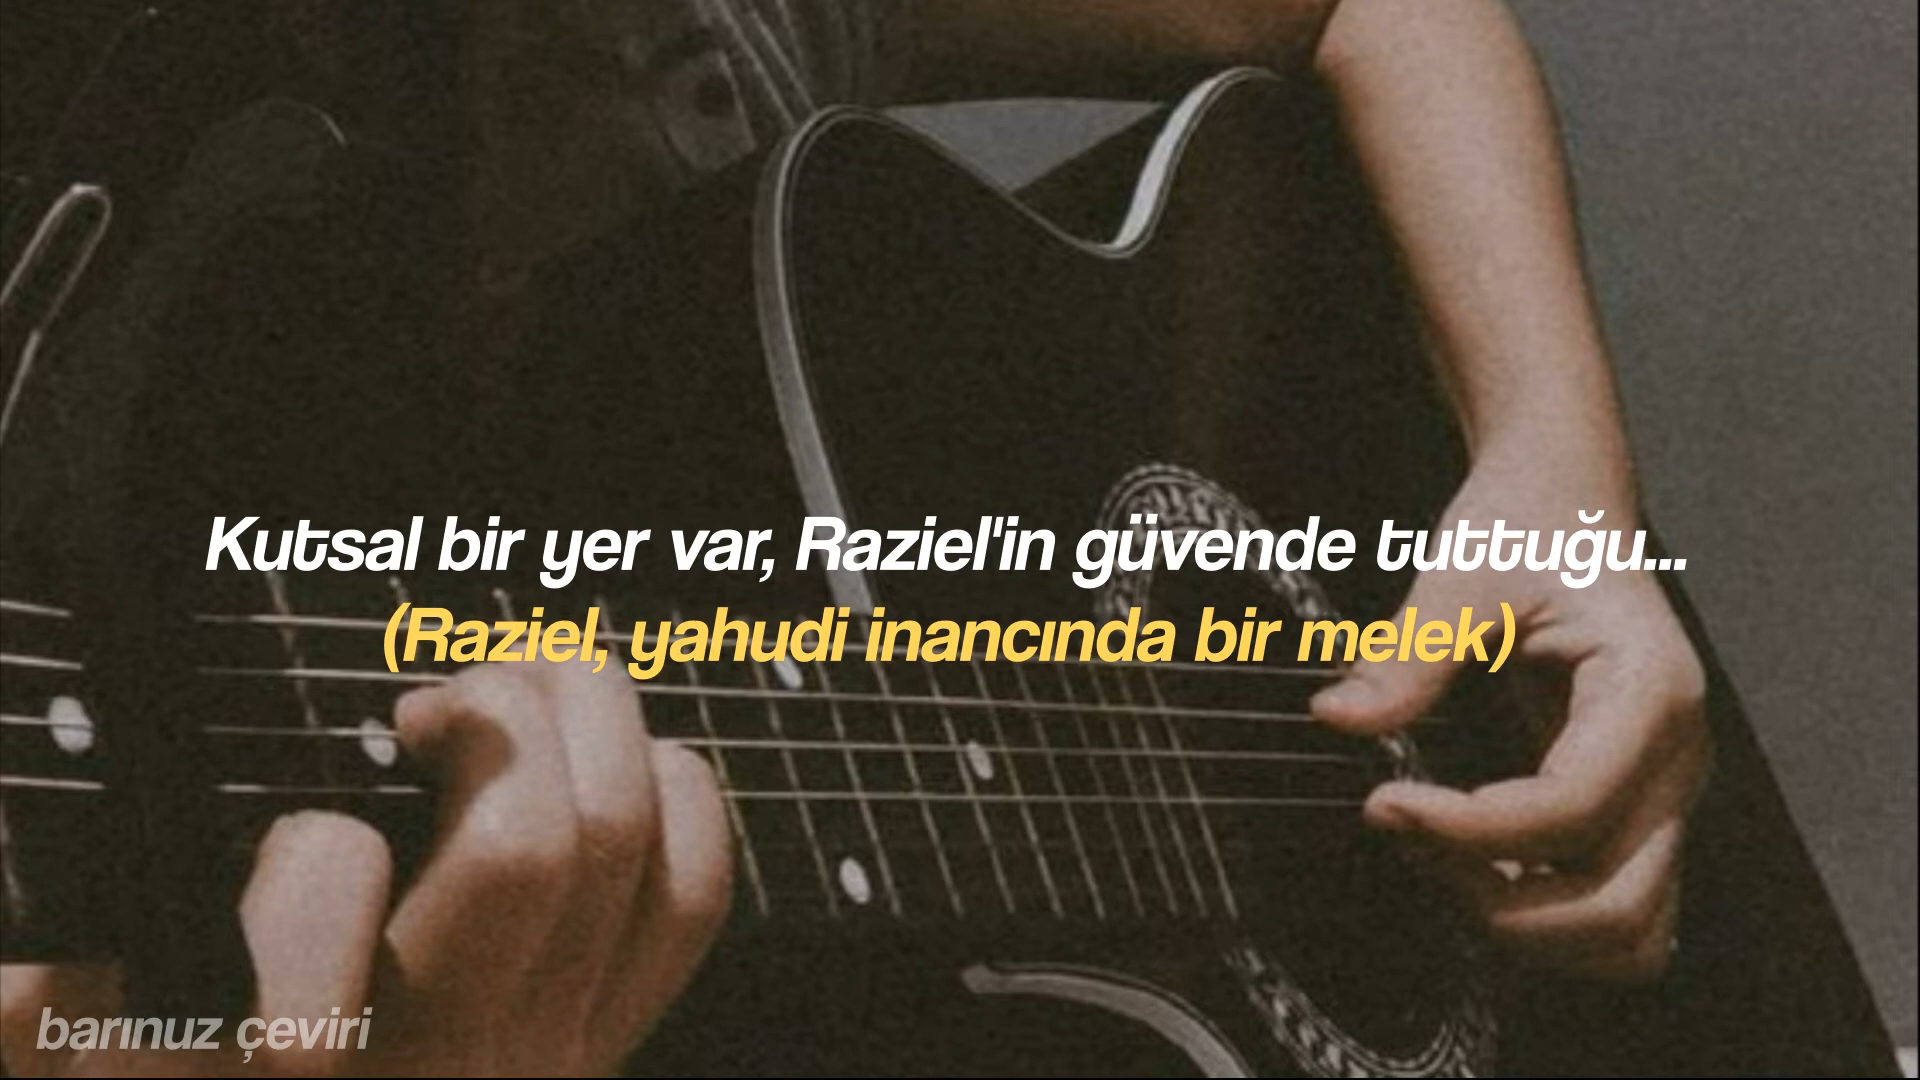 Kutsal bir yer var, Raziel'in güvende tuttuğu...
(Raziel, yahudi inancında bir melek)
barınuz çeviri